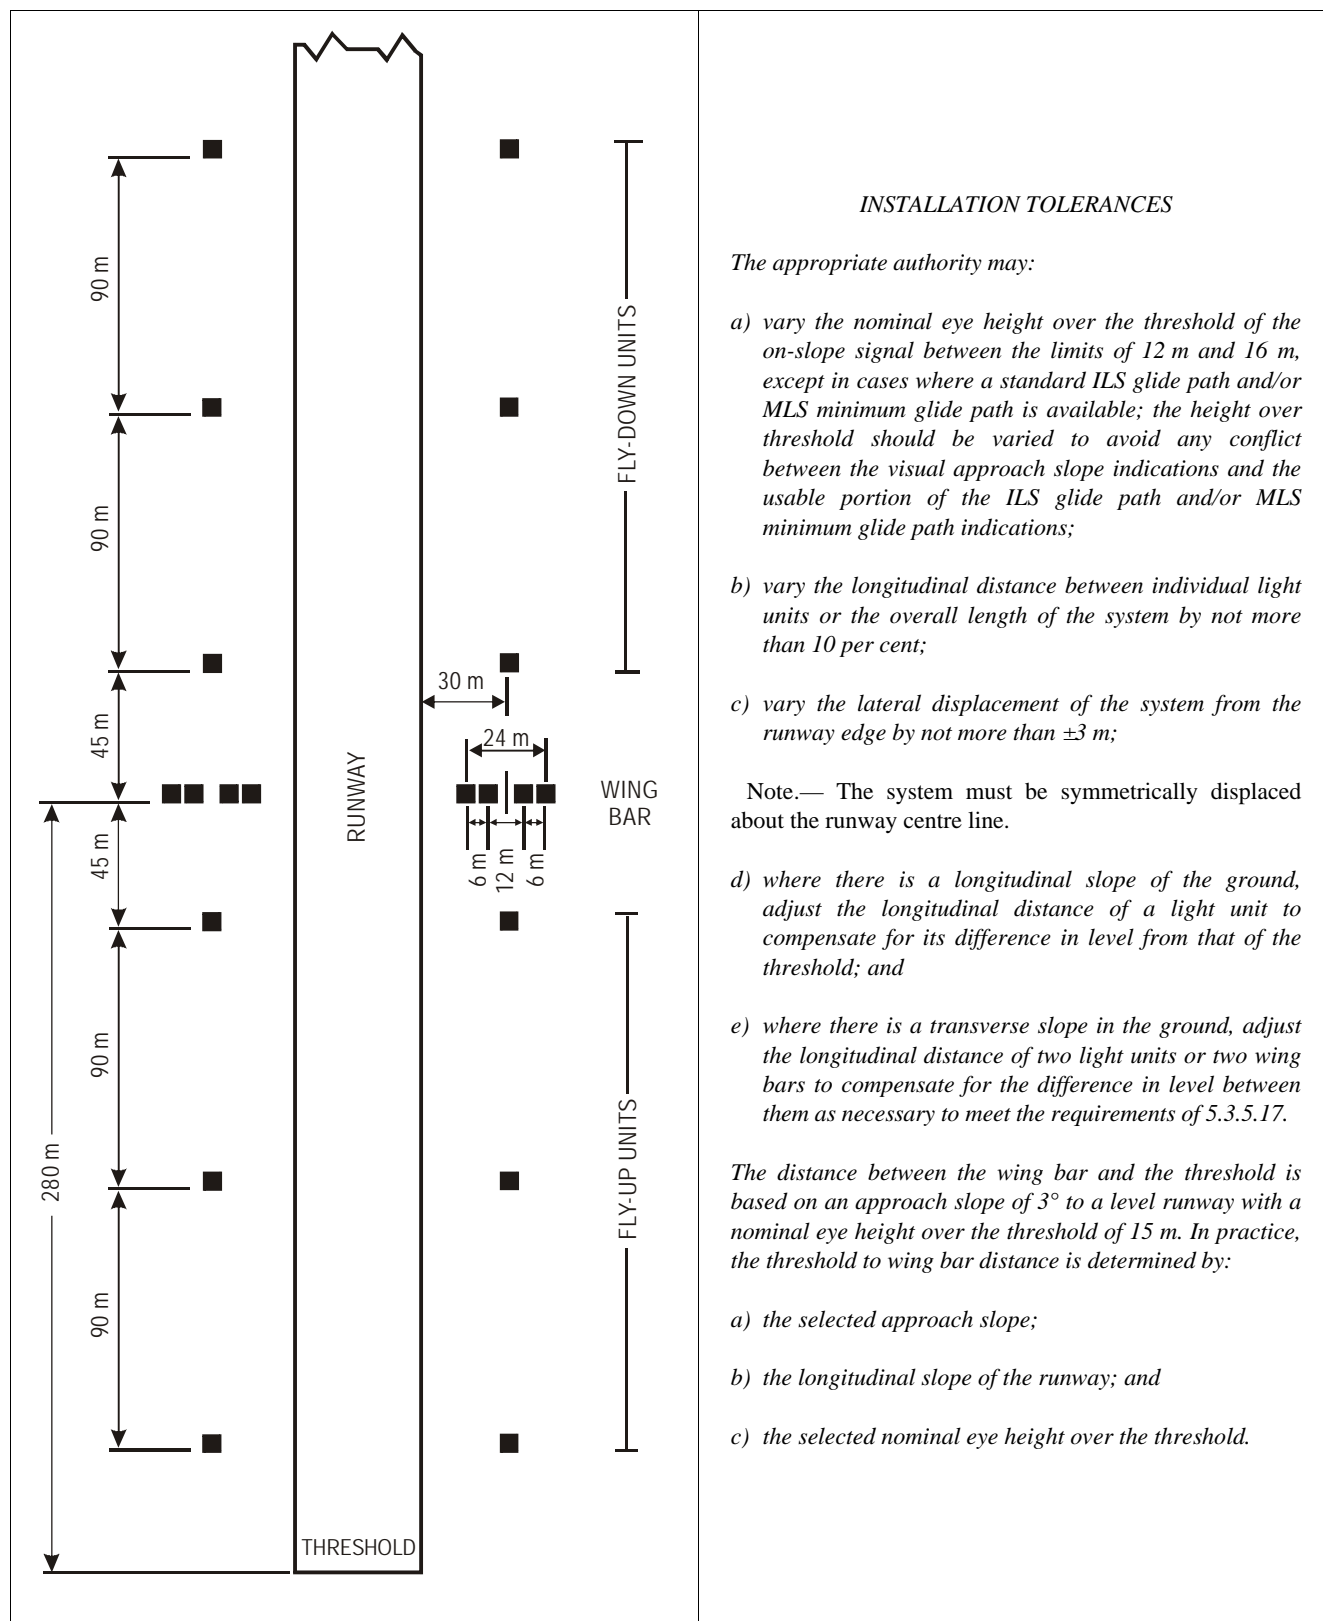 90 m
90 m
45 m
45 m
90 m
90 m
280 m
RUNWAY
THRESHOLD
30 m
24 m
6 m
12 m
6 m
FLY-DOWN UNITS
WING
BAR
FLY-UP UNITS
INSTALLATION TOLERANCES
The appropriate authority may:
a) vary the nominal eye height over the threshold of the
on-slope signal between the limits of 12 m and 16 m,
except in cases where a standard ILS glide path and/or
MLS minimum glide path is available; the height over
threshold should be varied to avoid any conflict
between the visual approach slope indications and the
usable portion of the ILS glide path and/or MLS
minimum glide path indications;
b) vary the longitudinal distance between individual light
units or the overall length of the system by not more
than 10 per cent;
c) vary the lateral displacement of the system from the
runway edge by not more than ±3 m;
Note.— The system must be symmetrically displaced
about the runway centre line.
d) where there is a longitudinal slope of the ground,
adjust the longitudinal distance of a light unit to
compensate for its difference in level from that of the
threshold; and
e) where there is a transverse slope in the ground, adjust
the longitudinal distance of two light units or two wing
bars to compensate for the difference in level between
them as necessary to meet the requirements of 5.3.5.17.
The distance between the wing bar and the threshold is
based on an approach slope of 3° to a level runway with a
nominal eye height over the threshold of 15 m. In practice,
the threshold to wing bar distance is determined by:
a) the selected approach slope;
b) the longitudinal slope of the runway; and
c) the selected nominal eye height over the threshold.